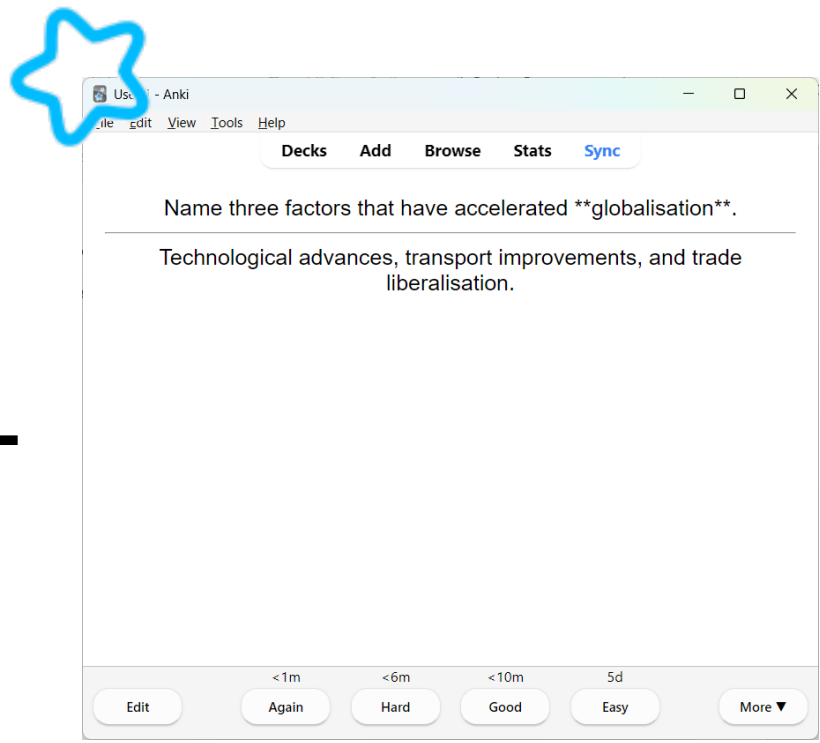 - Anki
Edit View Tools Help
Decks Add Browse Stats Sync
Name three factors that have accelerated **globalisation**.
Technological advances, transport improvements, and trade
liberalisation.
<1m <6m <10m 5d
Edit Again Hard Good Easy More ▼